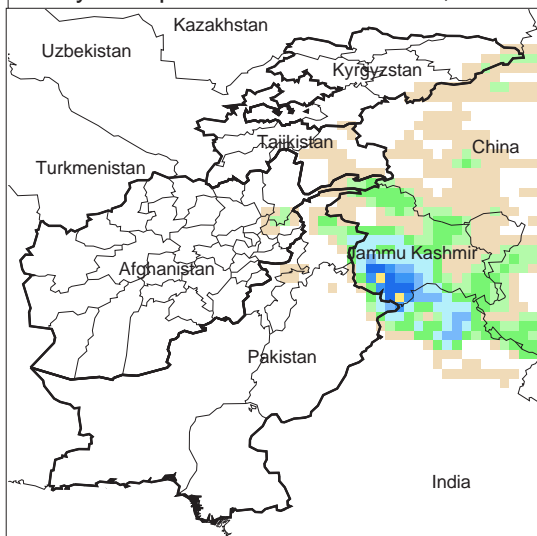 Kazakhstan
Uzbekistan
Kyrgyzstan
China
Tajikistan
Turkmenistan
Jammu Kashmir
Afghanistan
Pakistan
India